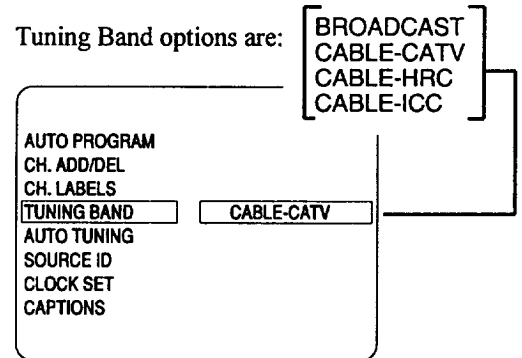 Tuning Band options are:
BROADCAST
CABLE-CATV
CABLE-HRC
CABLE-ICC
AUTO PROGRAM
CH. ADD/DEL
CH. LABELS
TUNING BAND CABLE-CATV
AUTO TUNING
SOURCE ID
CLOCK SET
CAPTIONS